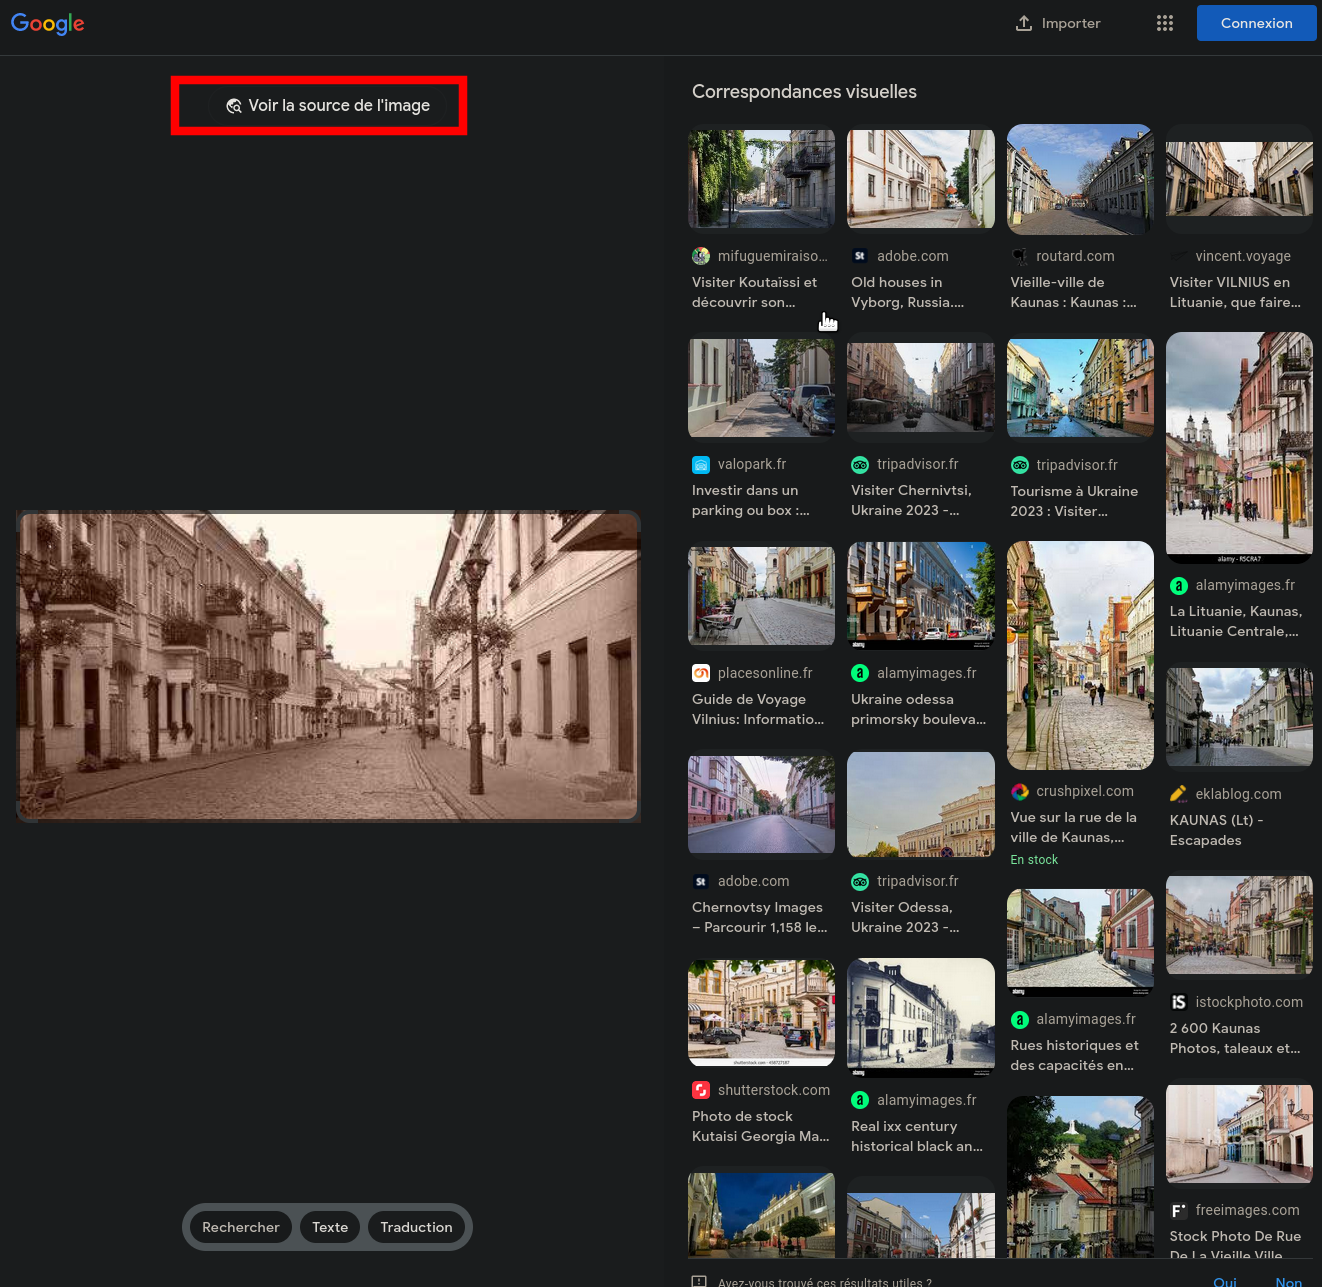 Google
Importer
Connexion
Voir la source de l'image
Correspondances visuelles
mifuguemiraiso...
Visiter Koutaïssi et
découvrir son...
adobe.com
Old houses in
Vyborg, Russia....
routard.com
Vieille-ville de
Kaunas : Kaunas :...
vincent.voyage
Visiter VILNIUS en
Lituanie, que faire...
valopark.fr
Investir dans un
parking ou box :...
tripadvisor.fr
Visiter Chernivtsi,
Ukraine 2023 -...
tripadvisor.fr
Tourisme à Ukraine
2023 : Visiter...
alamy - R5CRA7
alamyimages.fr
La Lituanie, Kaunas,
Lituanie Centrale,...
placesonline.fr
Guide de Voyage
Vilnius: Informatio...
alamyimages.fr
Ukraine odessa
primorsky bouleva...
crushpixel.com
Vue sur la rue de la
ville de Kaunas,...
En stock
eklablog.com
KAUNAS (Lt) -
Escapades
adobe.com
Chernovtsy Images
– Parcourir 1,158 le...
tripadvisor.fr
Visiter Odessa,
Ukraine 2023 -...
alamyimages.fr
Rues historiques et
des capacités en...
istockphoto.com
2 600 Kaunas
Photos, taleaux et...
shutterstock.com
Photo de stock
Kutaisi Georgia Ma...
alamyimages.fr
Real ixx century
historical black an...
freeimages.com
Stock Photo De Rue
De La Vieille Ville
Rechercher
Texte
Traduction
Avez-vous trouvé ces résultats utiles ?
Oui
Non